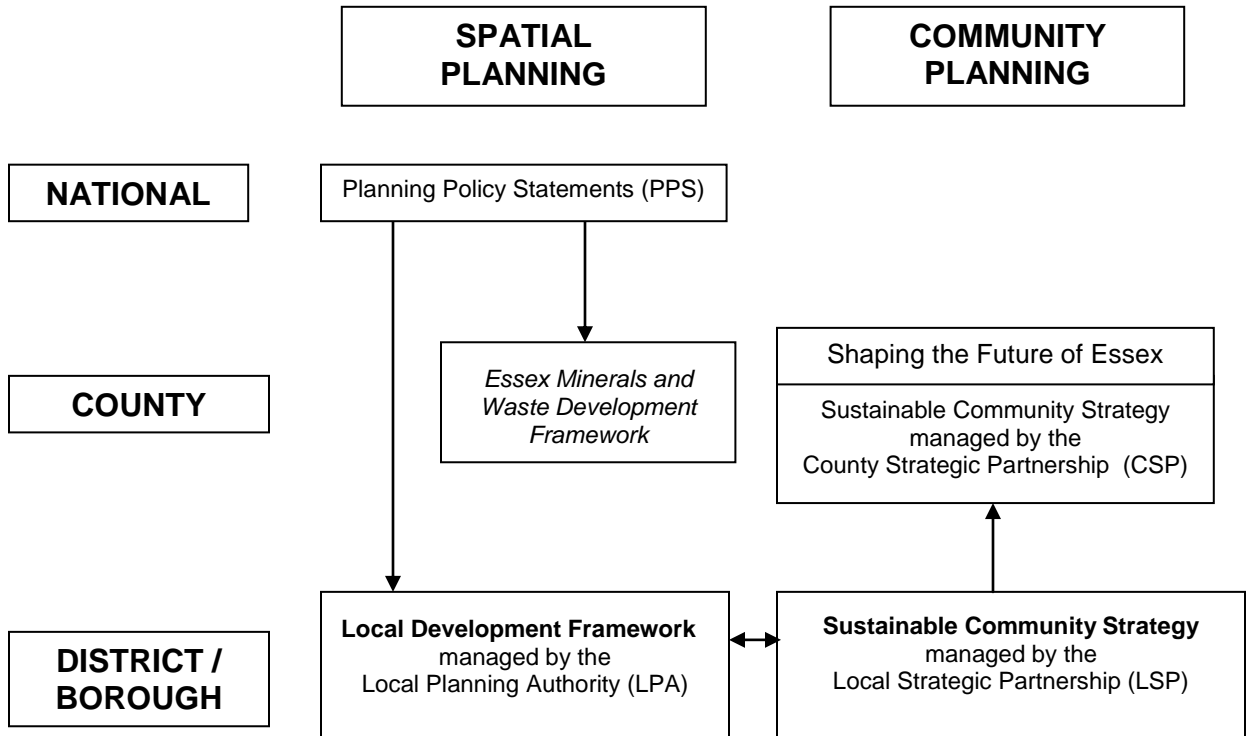 SPATIAL
PLANNING
COMMUNITY
PLANNING
NATIONAL
Planning Policy Statements (PPS)
COUNTY
Essex Minerals and
Waste Development
Framework
Shaping the Future of Essex
Sustainable Community Strategy
managed by the
County Strategic Partnership (CSP)
DISTRICT /
BOROUGH
Local Development Framework
managed by the
Local Planning Authority (LPA)
Sustainable Community Strategy
managed by the
Local Strategic Partnership (LSP)